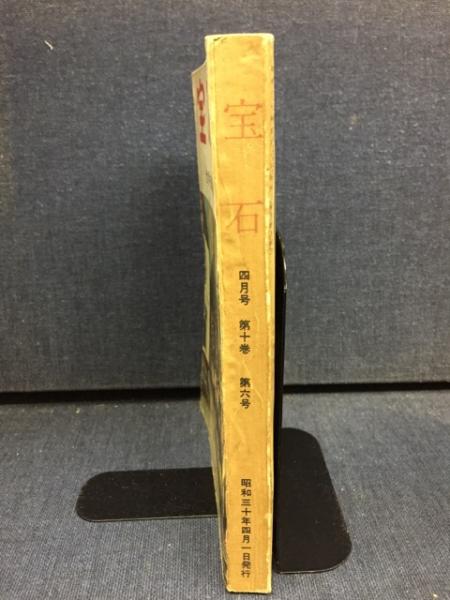 宝石
四月号 第十巻 第六号
昭和三十年四月一日発行
宝